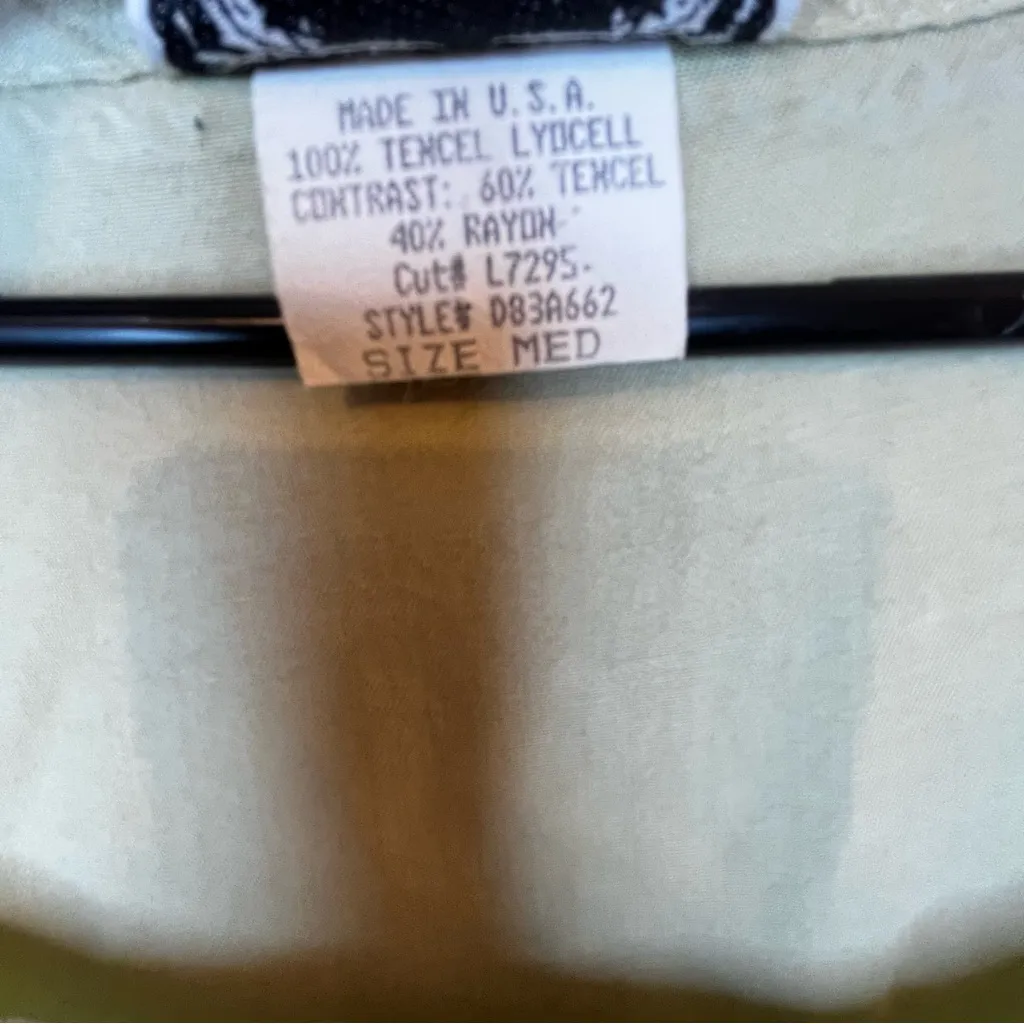 MADE IN U.S.A.
100% TENCEL LYOCELL
CONTRAST: 60% TENCEL
40% RAYON
Cut# L7295
STYLE# D83A662
SIZE MED